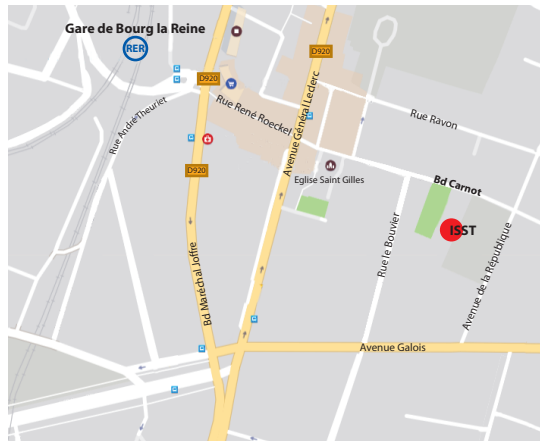 Gare de Bourg la Reine
RER
D920
D920
Rue René Roeckel
Avenue Général Leclerc
Rue Ravon
Rue André Theuriet
D920
Eglise Saint Gilles
Bd Carnot
ISST
Rue le Bouvier
Avenue de la République
Bd Maréchal Joffre
Avenue Galois